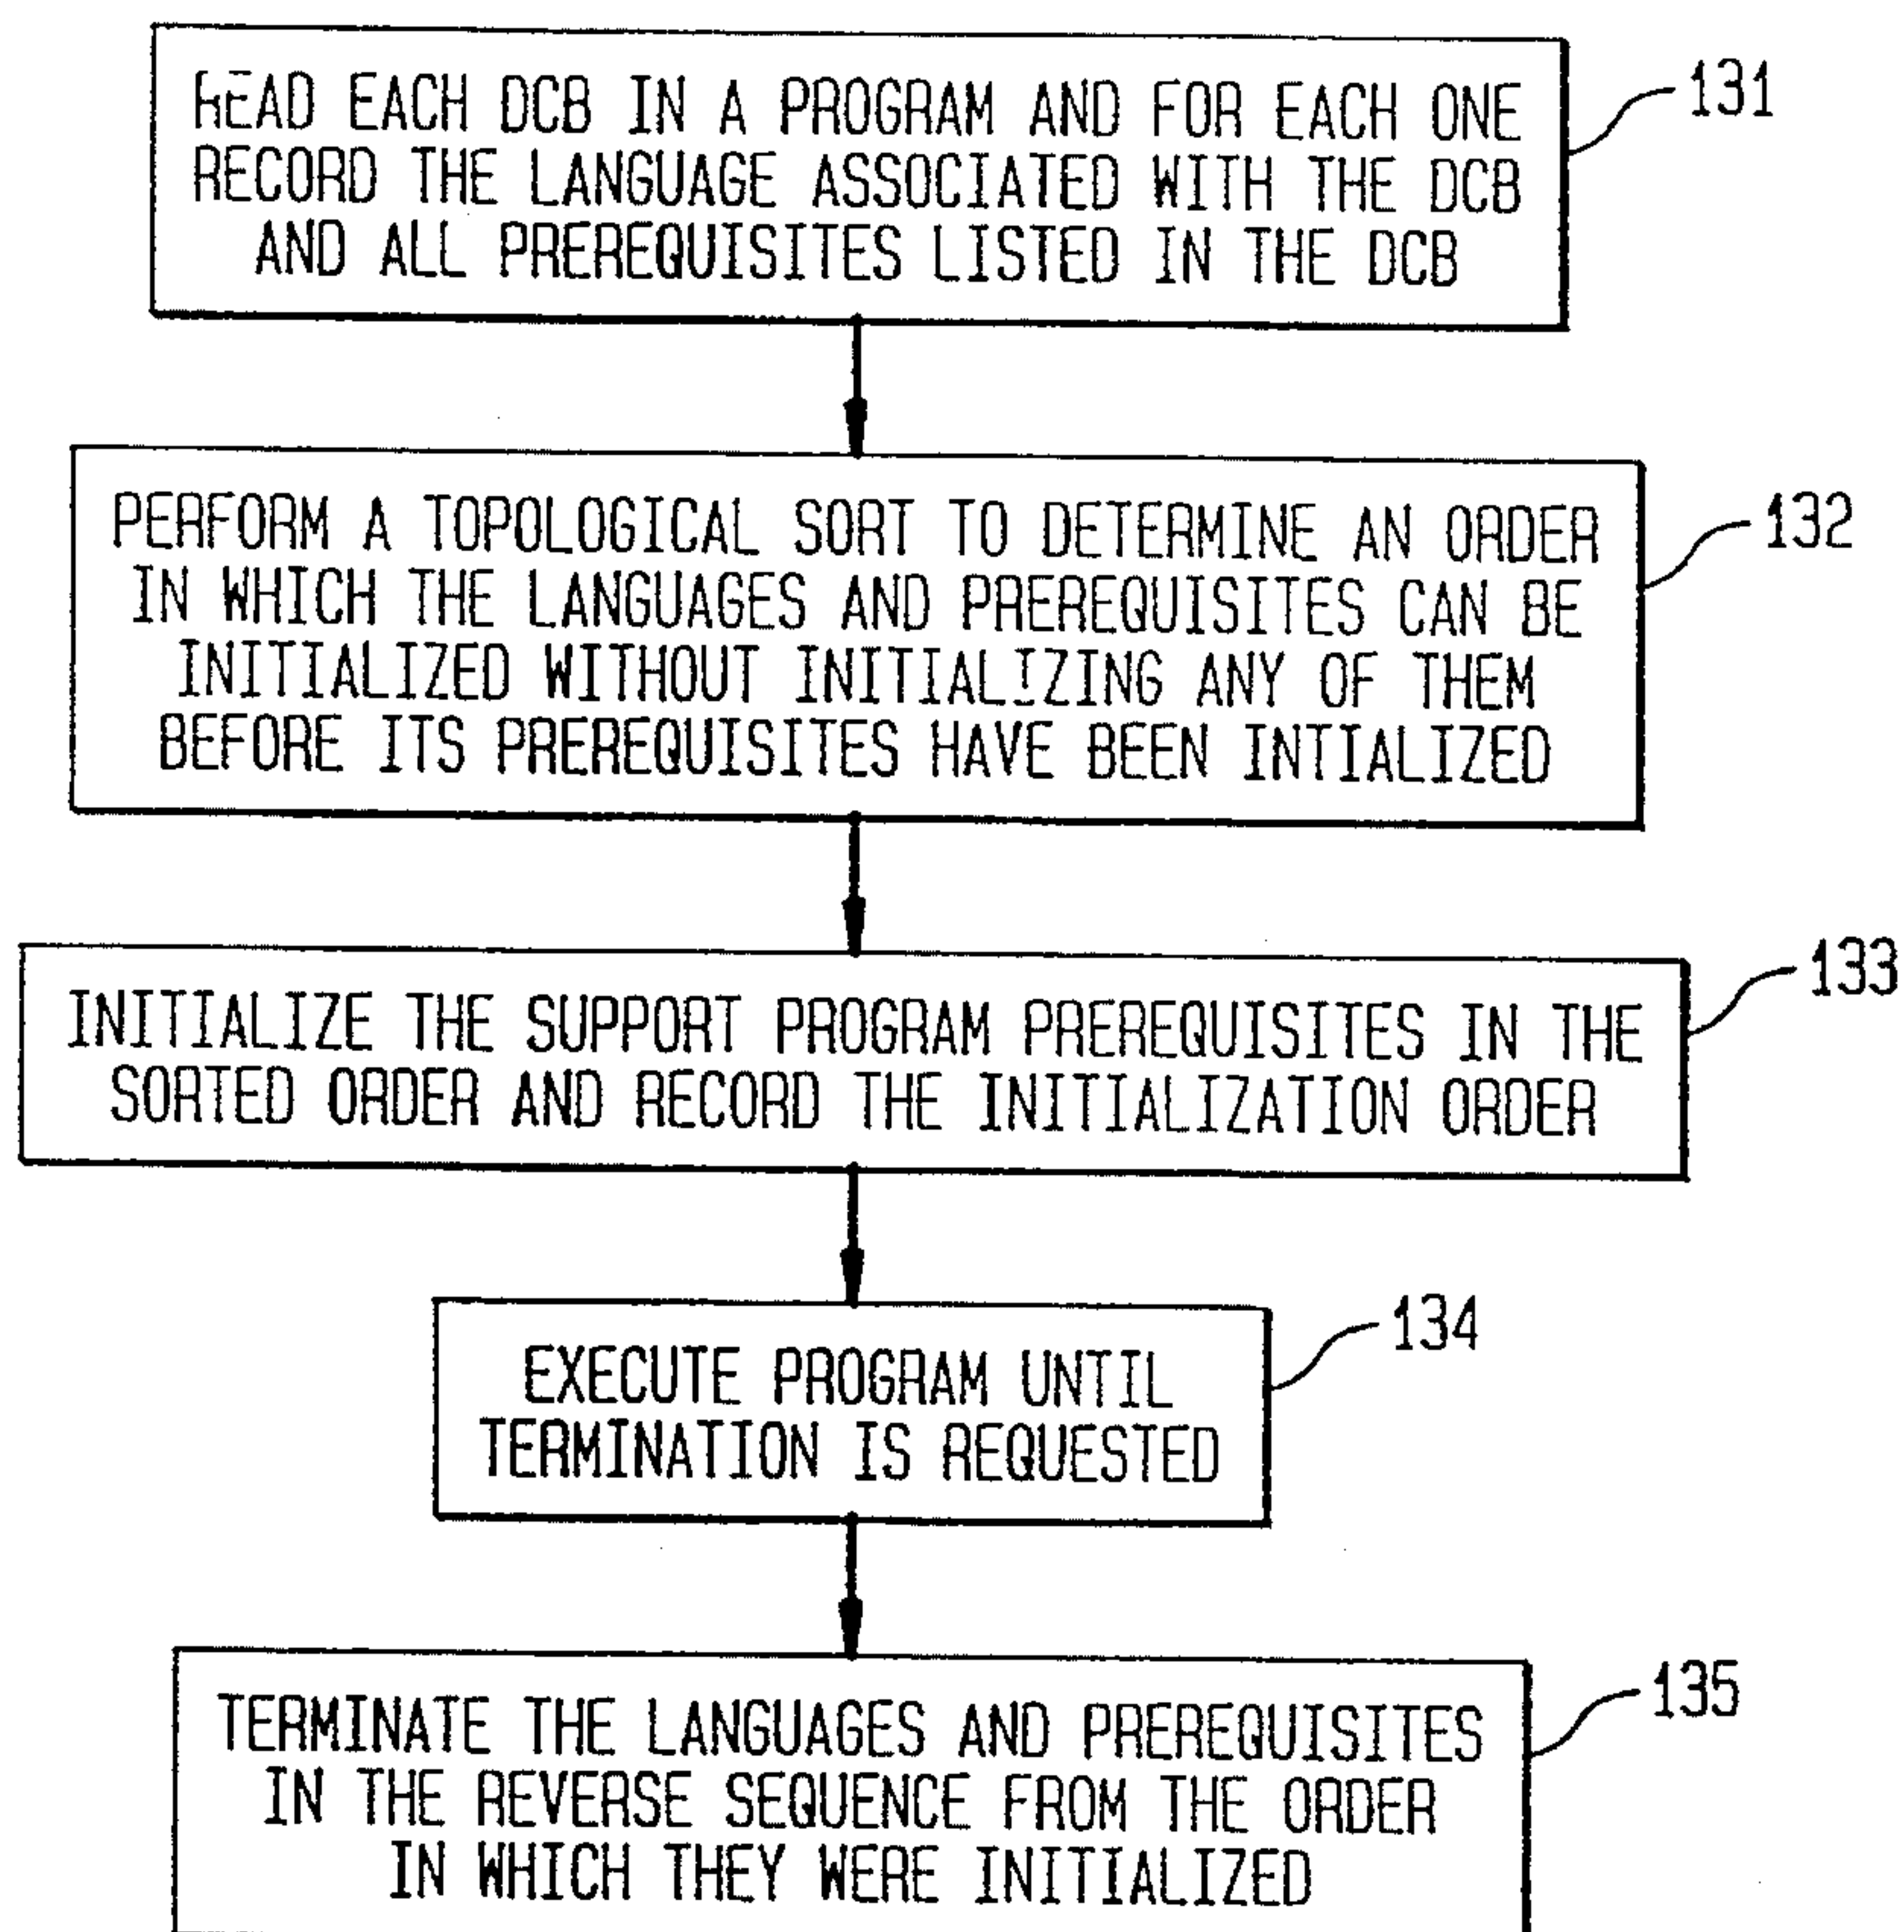 READ EACH DCB IN A PROGRAM AND FOR EACH ONE
RECORD THE LANGUAGE ASSOCIATED WITH THE DCB
AND ALL PREREQUISITES LISTED IN THE DCB
131
PERFORM A TOPOLOGICAL SORT TO DETERMINE AN ORDER
IN WHICH THE LANGUAGES AND PREREQUISITES CAN BE
INITIALIZED WITHOUT INITIALIZING ANY OF THEM
BEFORE ITS PREREQUISITES HAVE BEEN INTIALIZED
132
INITIALIZE THE SUPPORT PROGRAM PREREQUISITES IN THE
SORTED ORDER AND RECORD THE INITIALIZATION ORDER
133
EXECUTE PROGRAM UNTIL
TERMINATION IS REQUESTED
134
TERMINATE THE LANGUAGES AND PREREQUISITES
IN THE REVERSE SEQUENCE FROM THE ORDER
IN WHICH THEY WERE INITIALIZED
135